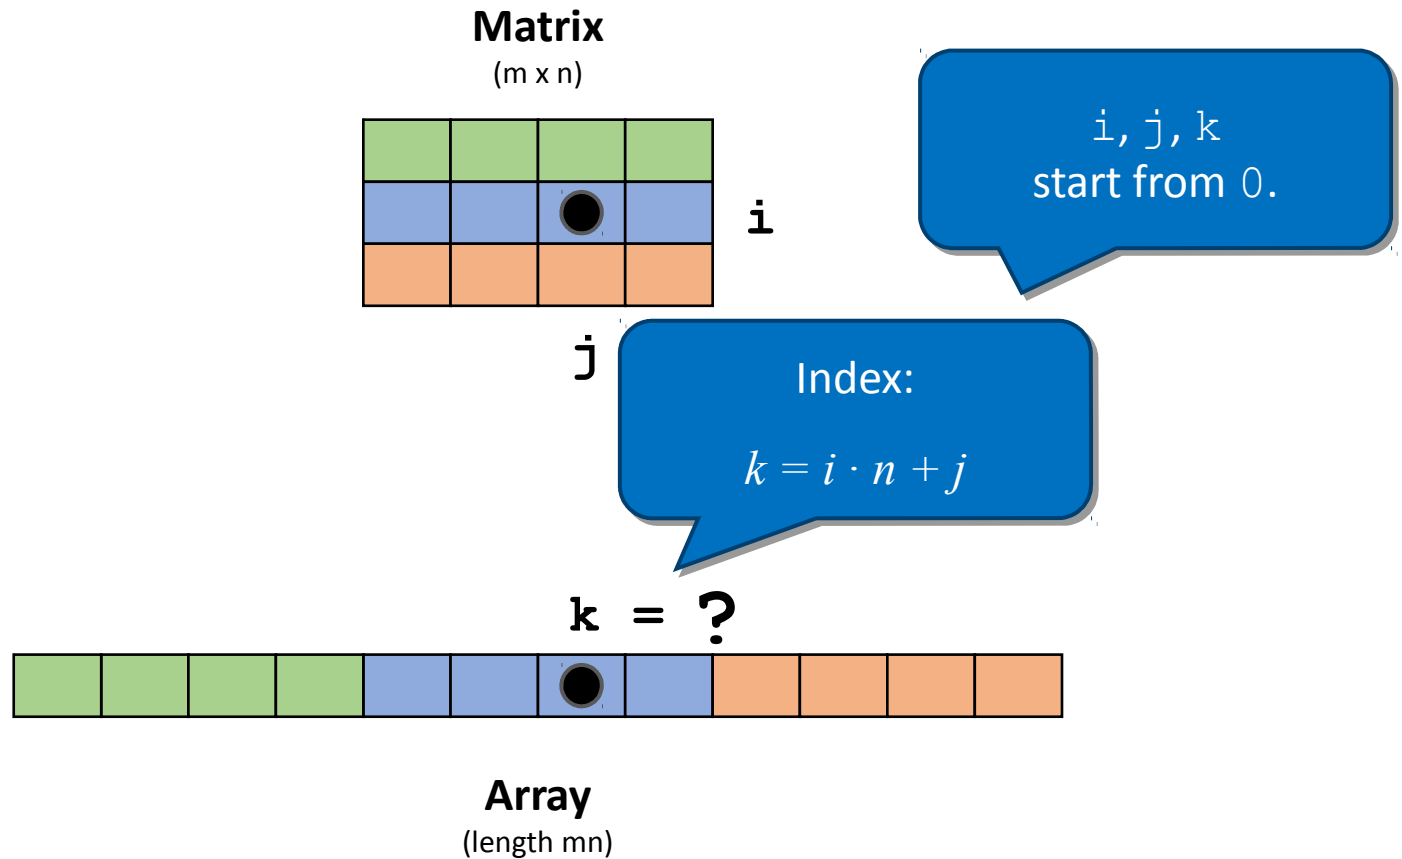 Matrix
(m x n)
i, j, k
start from 0.
i
j
Index:
k = i · n + j
k = ?
Array
(length mn)